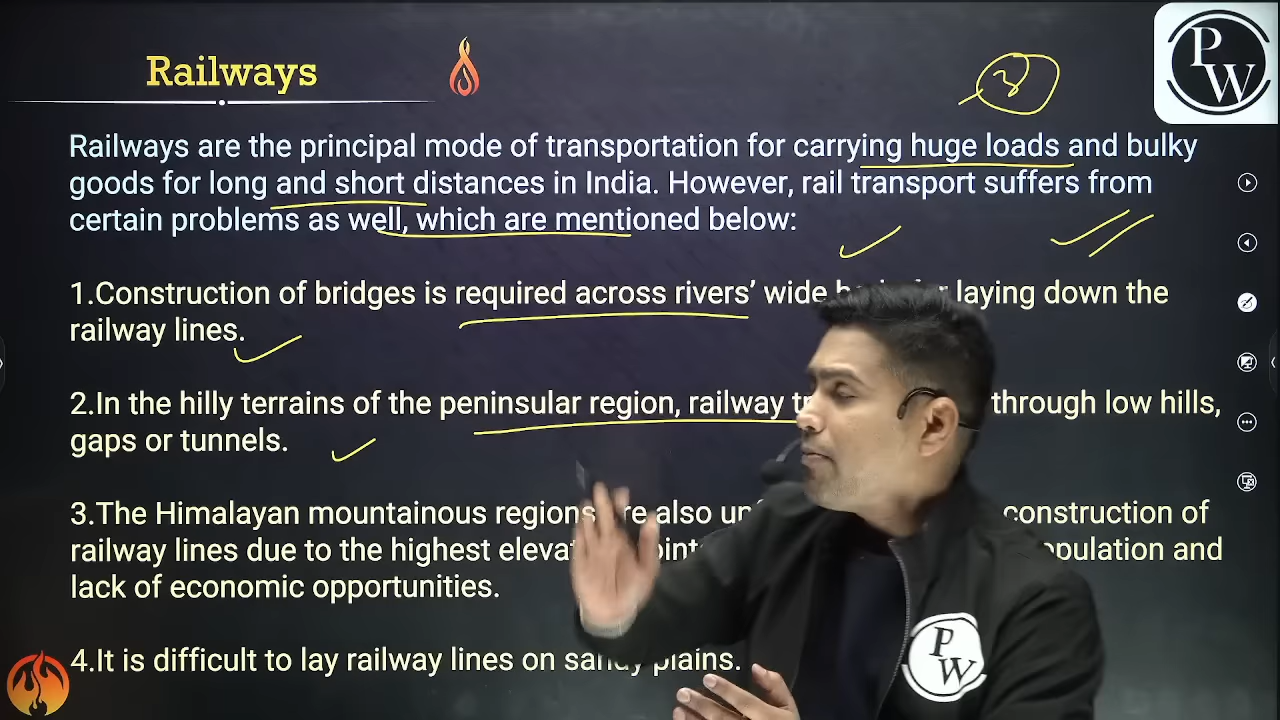 Railways
3
P
W
Railways are the principal mode of transportation for carrying huge loads and bulky
goods for long and short distances in India. However, rail transport suffers from
certain problems as well, which are mentioned below:
1.Construction of bridges is required across rivers’ wide laying down the
railway lines.
2.In the hilly terrains of the peninsular region, railway through low hills,
gaps or tunnels.
3.The Himalayan mountainous regions are also construction of
railway lines due to the highest and
lack of economic opportunities.
4.It is difficult to lay railway lines on sandy plains.
P
W